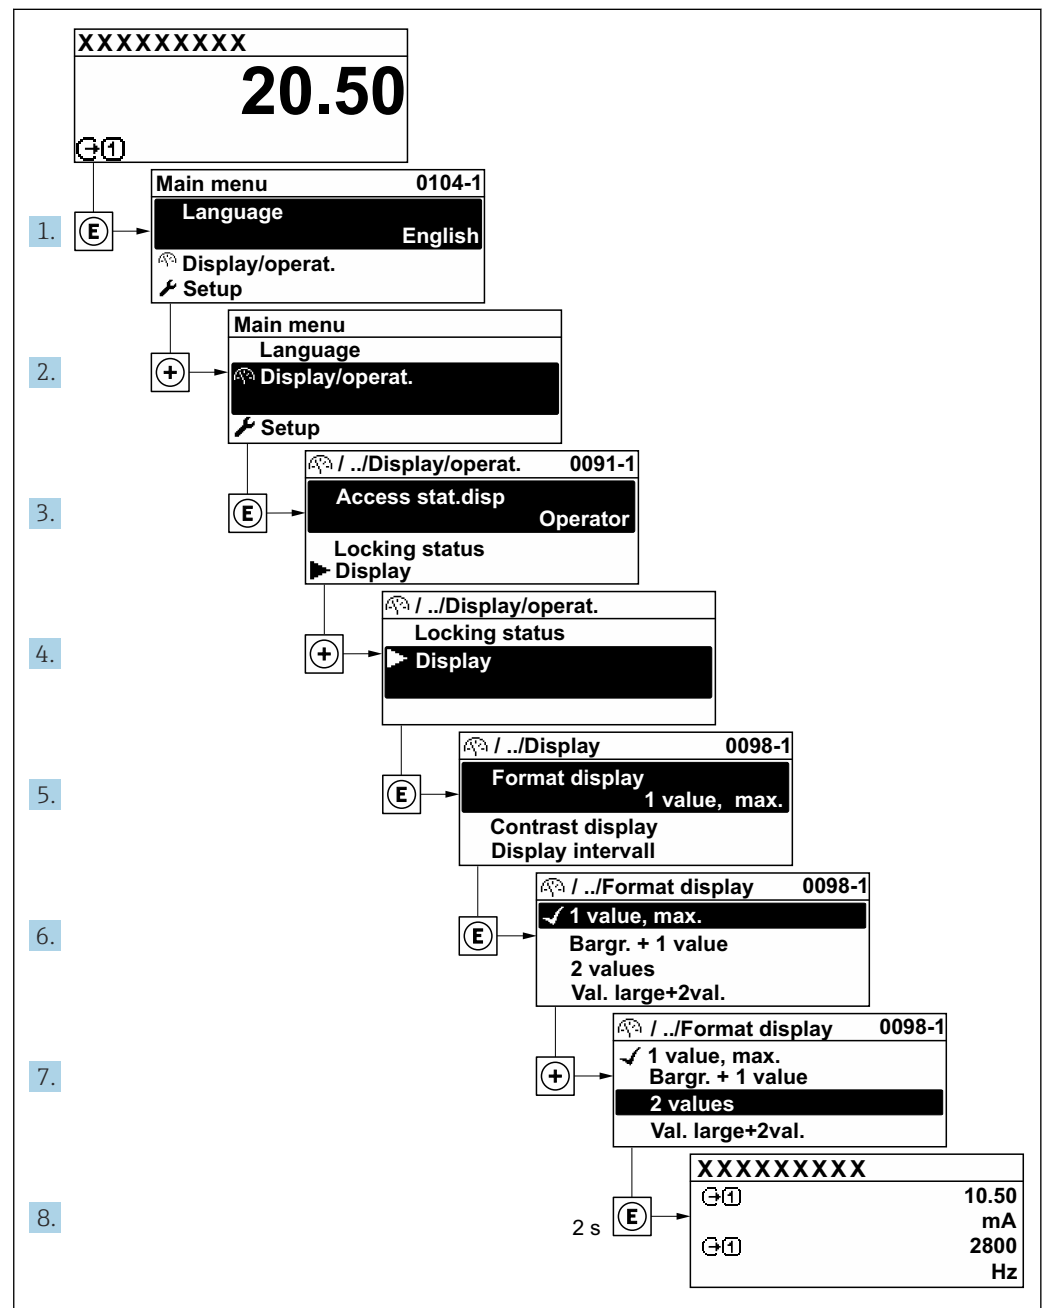 XXXXXXXXX
20.50
1
Main menu 0104-1
1. E Language
English
Display/operat.
Setup
Main menu
Language
2. + Display/operat.
Setup
/ ../Display/operat. 0091-1
Access stat.disp
3. E Operator
Locking status
Display
/ ../Display/operat.
Locking status
4. + Display
/ ../Display 0098-1
Format display
5. E 1 value, max.
Contrast display
Display intervall
/ ../Format display 0098-1
1 value, max.
6. E Bargr. + 1 value
2 values
Val. large+2val.
/ ../Format display 0098-1
1 value, max.
7. + Bargr. + 1 value
2 values
Val. large+2val.
XXXXXXXXX
1 10.50
8. 2 s E mA
1 2800
Hz